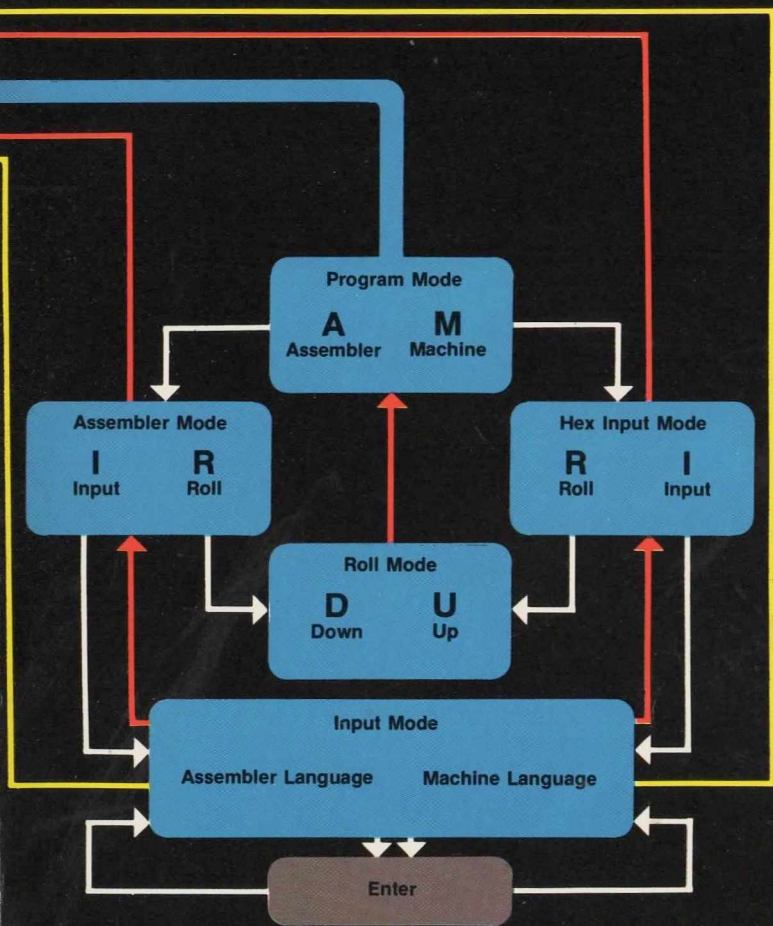 Program Mode
A M
Assembler Machine
Assembler Mode
I R
Input Roll
Hex Input Mode
R I
Roll Input
Roll Mode
D U
Down Up
Input Mode
Assembler Language Machine Language
Enter